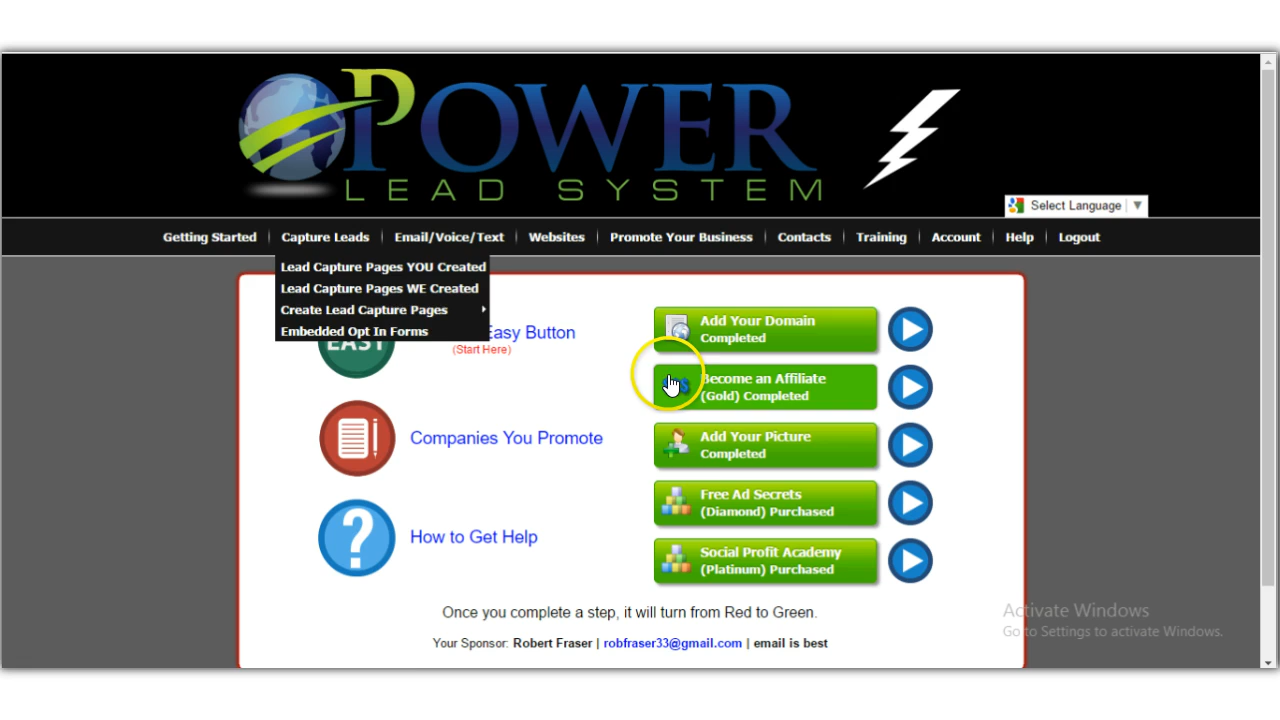 POWER
LEAD SYSTEM
Select Language ▼
Getting Started
Capture Leads
Email/Voice/Text
Websites
Promote Your Business
Contacts
Training
Account
Help
Logout
Lead Capture Pages YOU Created
Lead Capture Pages WE Created
Create Lead Capture Pages
Embedded Opt In Forms
EASY
Easy Button
(Start Here)
Companies You Promote
How to Get Help
Add Your Domain
Completed
Become an Affiliate
(Gold) Completed
Add Your Picture
Completed
Free Ad Secrets
(Diamond) Purchased
Social Profit Academy
(Platinum) Purchased
Once you complete a step, it will turn from Red to Green.
Your Sponsor: Robert Fraser | robfraser33@gmail.com | email is best
Activate Windows
Go to Settings to activate Windows.